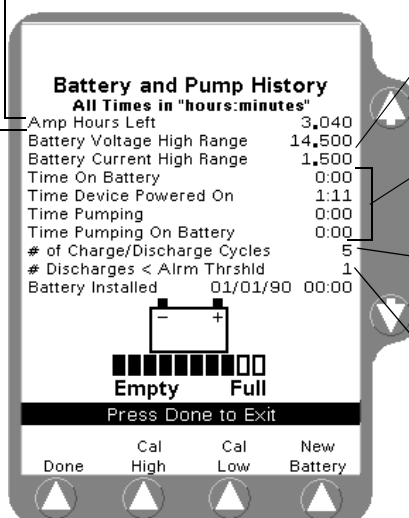 Battery and Pump History
All Times in "hours:minutes"
Amp Hours Left 3.040
Battery Voltage High Range 14.500
Battery Current High Range 1.500
Time On Battery 0:00
Time Device Powered On 1:11
Time Pumping 0:00
Time Pumping On Battery 0:00
# of Charge/Discharge Cycles 5
# Discharges < Alrm Thrshld 1
Battery Installed 01/01/90 00:00
- +
Empty Full
Press Done to Exit
Done Cal High Cal Low New Battery